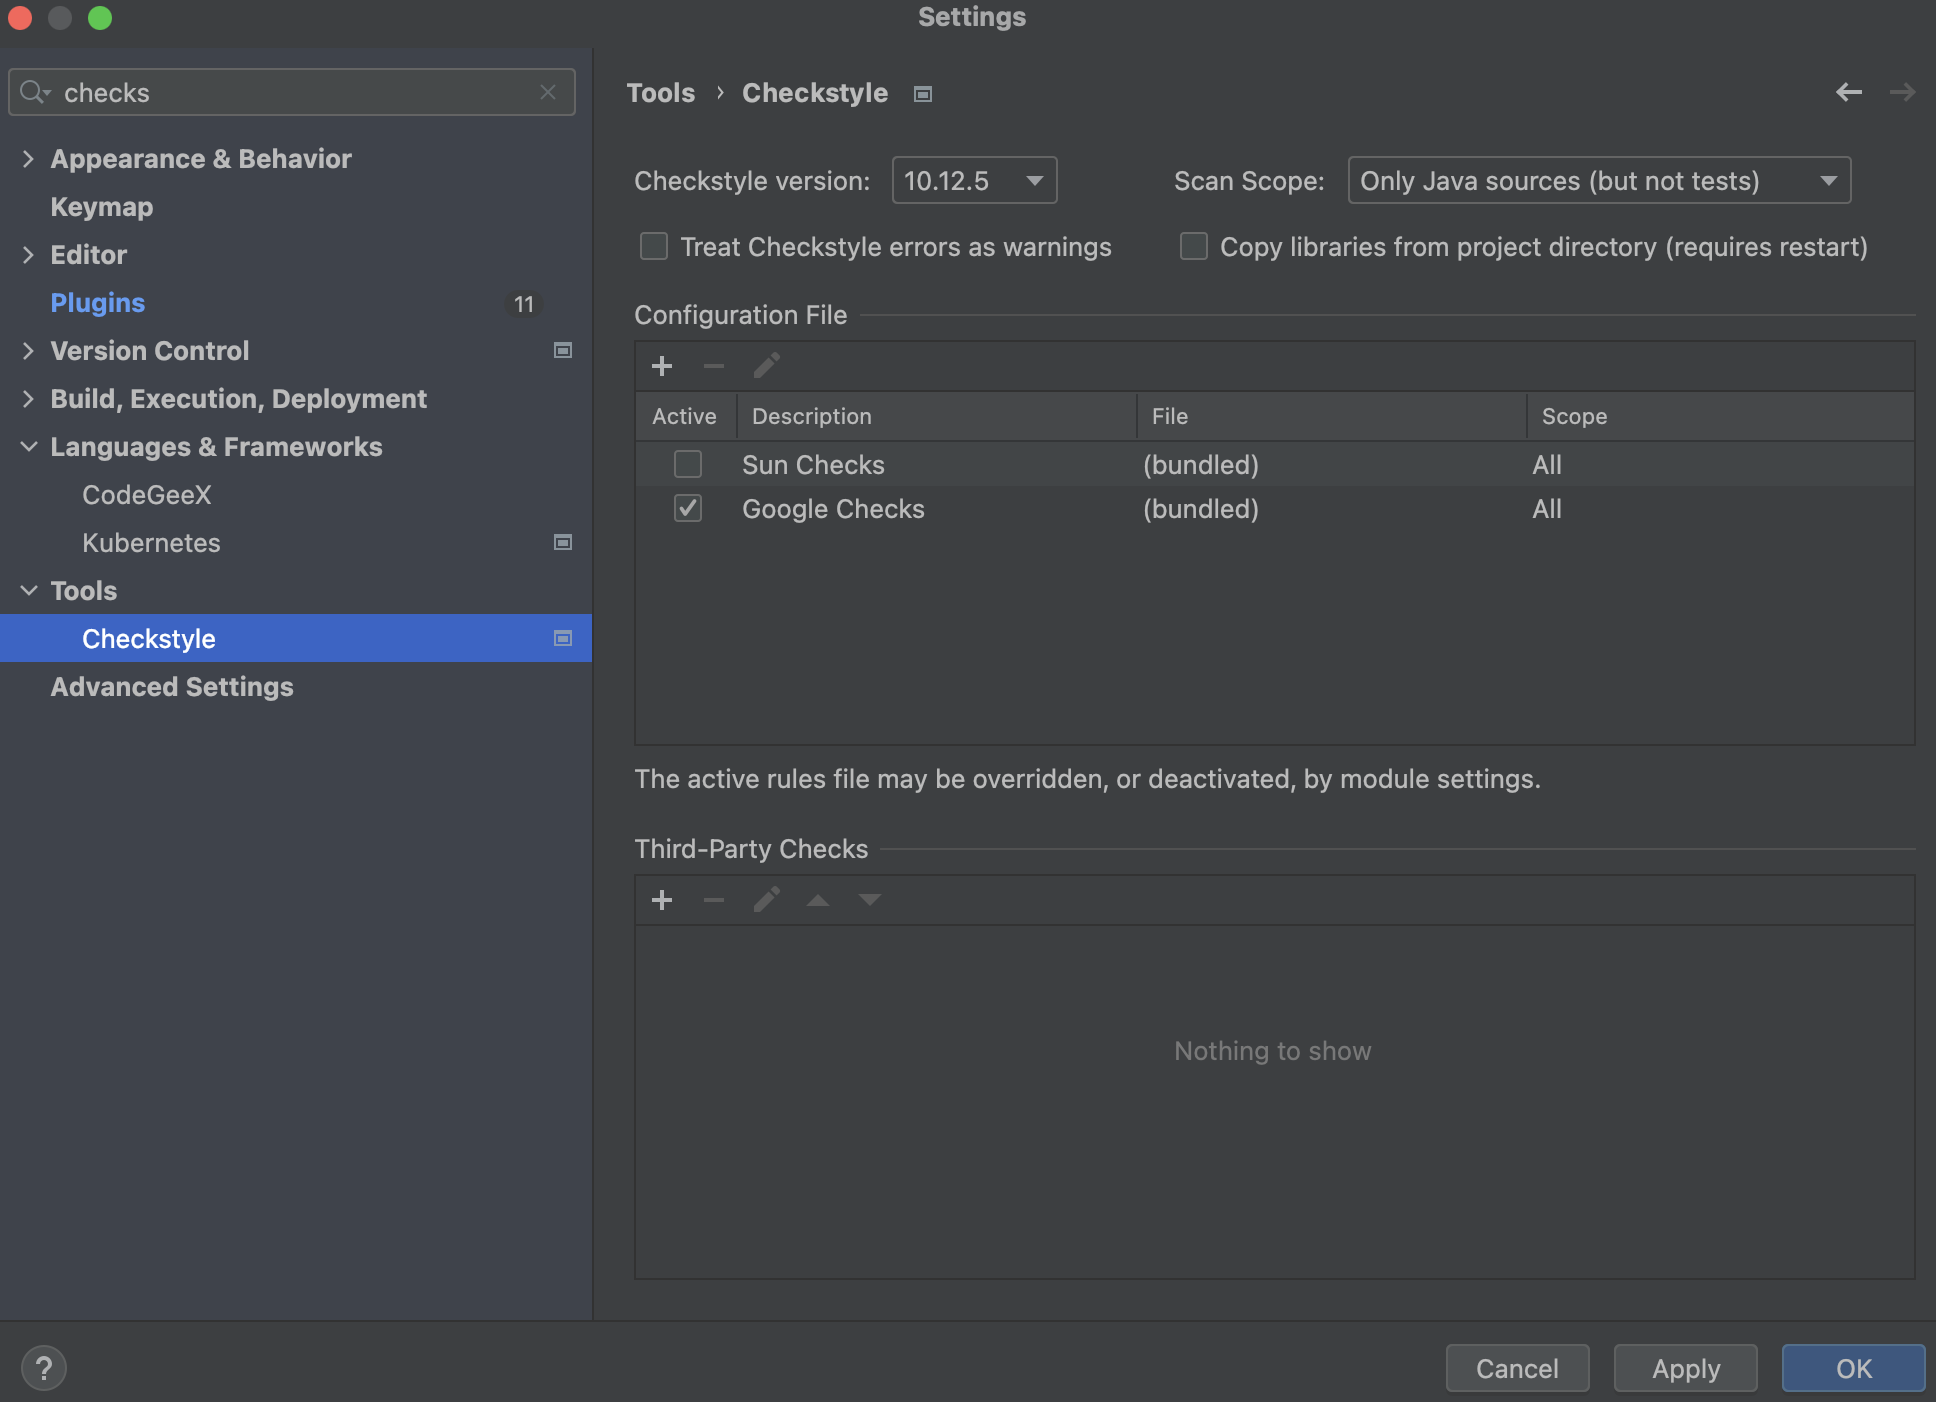 Settings
checks
Appearance & Behavior
Keymap
Editor
Plugins 11
Version Control
Build, Execution, Deployment
Languages & Frameworks
CodeGeeX
Kubernetes
Tools
Checkstyle
Advanced Settings
Tools › Checkstyle
Checkstyle version: 10.12.5 Scan Scope: Only Java sources (but not tests)
Treat Checkstyle errors as warnings Copy libraries from project directory (requires restart)
Configuration File
Active Description File Scope
Sun Checks (bundled) All
Google Checks (bundled) All
The active rules file may be overridden, or deactivated, by module settings.
Third-Party Checks
Nothing to show
? Cancel Apply OK